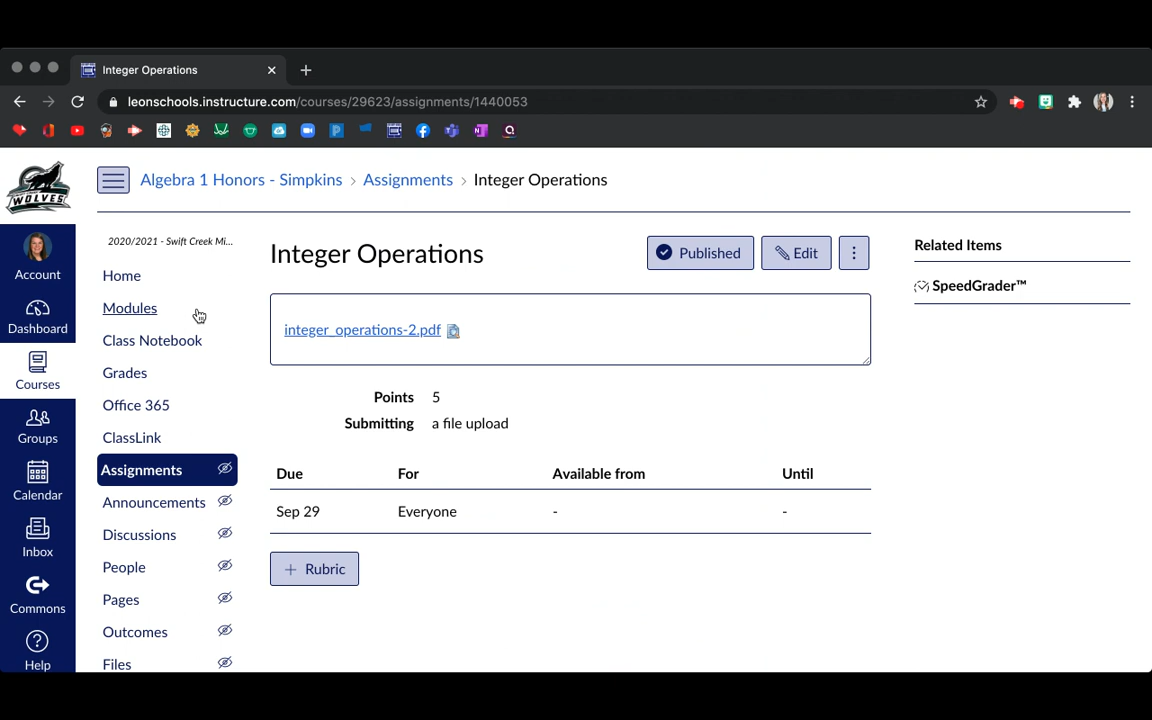 Integer Operations
leonschools.instructure.com/courses/29623/assignments/1440053
WOLVES
Algebra 1 Honors - Simpkins > Assignments > Integer Operations
Account
Dashboard
Courses
Groups
Calendar
Inbox
Commons
Help
2020/2021 - Swift Creek Mi...
Home
Modules
Class Notebook
Grades
Office 365
ClassLink
Assignments
Announcements
Discussions
People
Pages
Outcomes
Files
Integer Operations
Published
Edit
integer_operations-2.pdf
Points 5
Submitting a file upload
Due For Available from Until
Sep 29 Everyone - -
+ Rubric
Related Items
SpeedGrader™